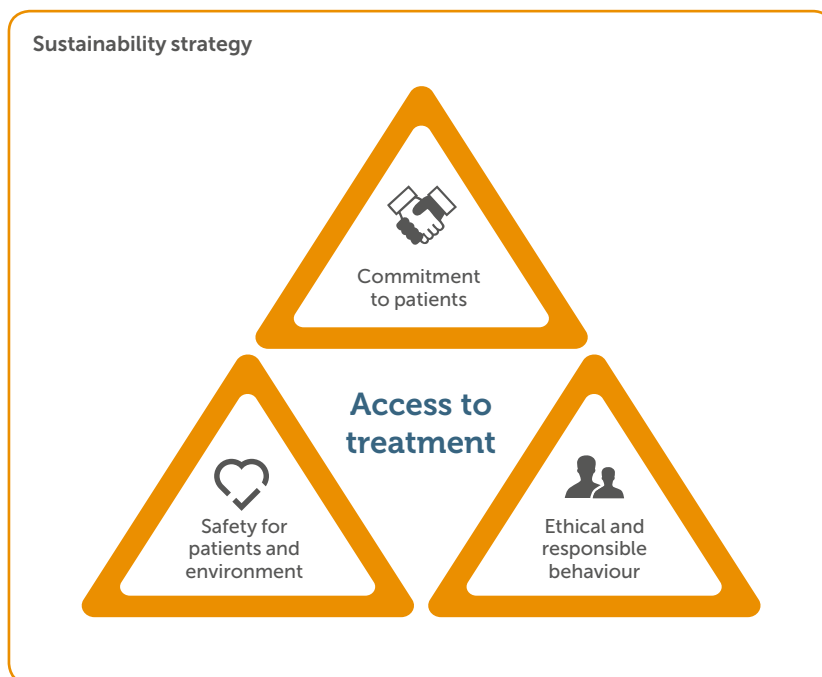 Sustainability strategy
Commitment
to patients
Access to
treatment
Safety for
patients and
environment
Ethical and
responsible
behaviour